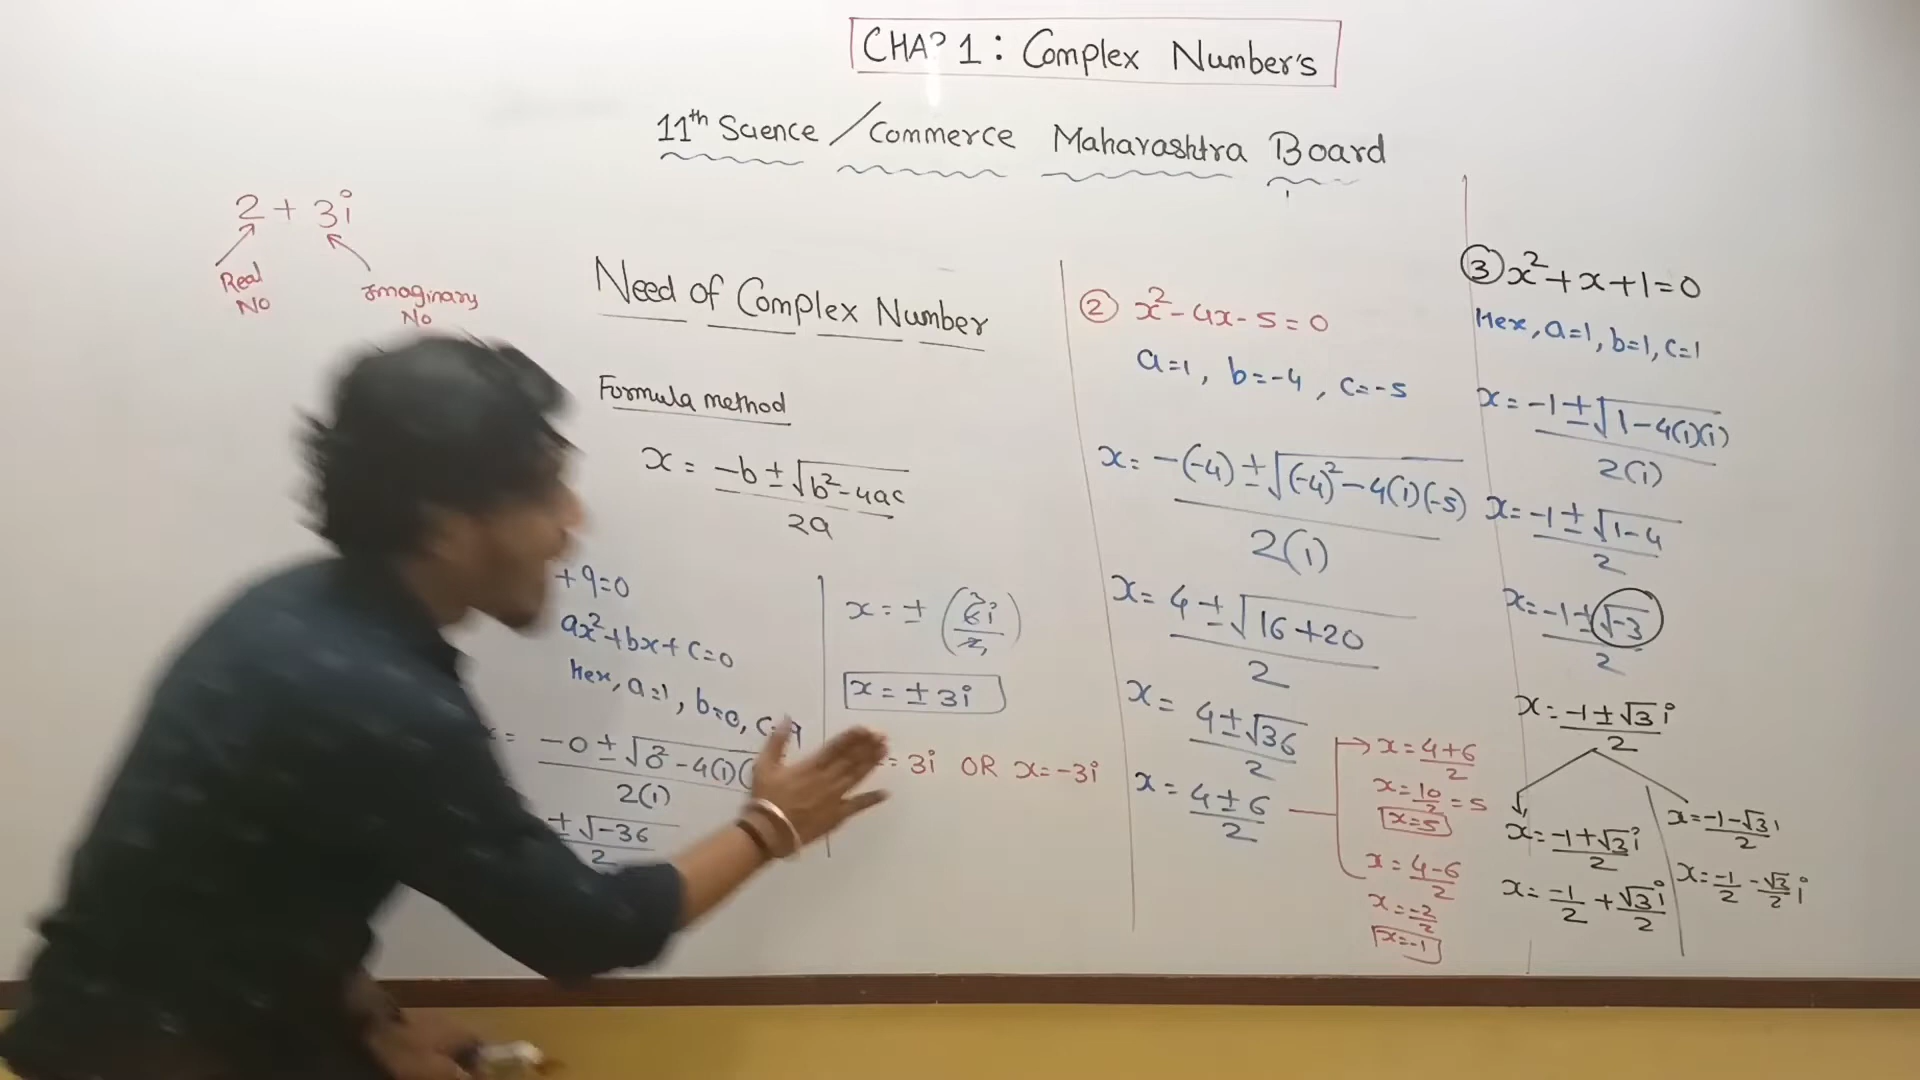 CHAP 1 : Complex Number's
11th Science / Commerce Maharashtra Board
2 + 3i
Real No
Imaginary No
Need of Complex Number
Formula method
x = (-b ± √(b² - 4ac)) / 2a
+ 9 = 0
ax² + bx + c = 0
Here, a=1, b=0, c=9
= (-0 ± √(0² - 4(1)( / 2(1)
± √-36 / 2
x = ± (6i / 2)
x = ± 3i
= 3i OR x = -3i
② x² - 4x - 5 = 0
a=1, b=-4, c=-5
x = (-(-4) ± √((-4)² - 4(1)(-5))) / 2(1)
x = (4 ± √(16+20)) / 2
x = (4 ± √36) / 2
x = (4 ± 6) / 2
x = (4+6) / 2
x = 10/2 = 5
x = 5
x = (4-6) / 2
x = -2/2
x = -1
③ x² + x + 1 = 0
Here, a=1, b=1, c=1
x = (-1 ± √(1 - 4(1)(1))) / 2(1)
x = (-1 ± √(1-4)) / 2
x = (-1 ± √-3) / 2
x = (-1 ± √3 i) / 2
x = (-1 + √3 i) / 2
x = -1/2 + √3 i / 2
x = (-1 - √3 i) / 2
x = -1/2 - √3/2 i